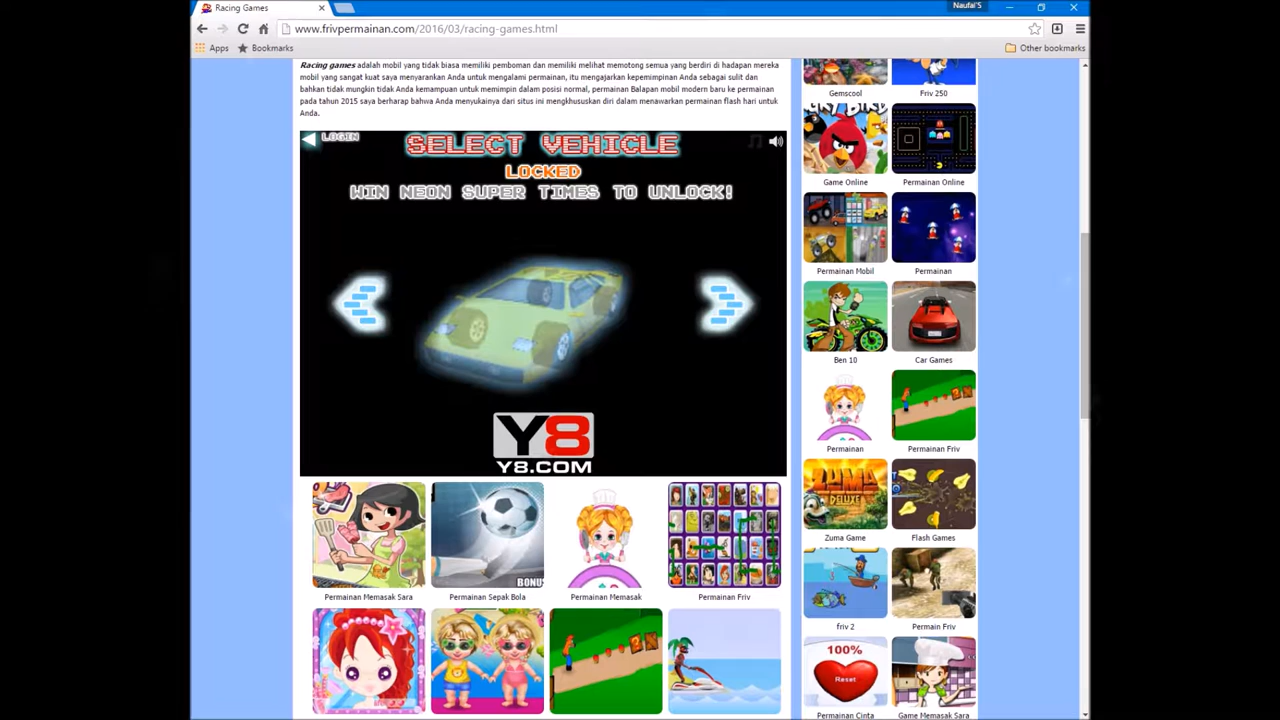 Racing Games
Naufal'S
www.frivpermainan.com/2016/03/racing-games.html
Apps
Bookmarks
Other bookmarks
Racing games adalah mobil yang tidak biasa memiliki pemboman dan memiliki melihat memotong semua yang berdiri di hadapan mereka
mobil yang sangat kuat saya menyarankan Anda untuk mengalami permainan, itu mengajarkan kepemimpinan Anda sebagai sulit dan
bahkan tidak mungkin tidak Anda kemampuan untuk memimpin dalam posisi normal, permainan Balapan mobil modern baru ke permainan
pada tahun 2015 saya berharap bahwa Anda menyukainya dari situs ini mengkhususkan diri dalam menawarkan permainan flash hari untuk
Anda.
LOGIN
SELECT VEHICLE
LOCKED
WIN NEON SUPER TIMES TO UNLOCK!
Y8
Y8.COM
BONUS
Permainan Memasak Sara
Permainan Sepak Bola
Permainan Memasak
Permainan Friv
Gemscool
Friv 250
Game Online
Permainan Online
Permainan Mobil
Permainan
Ben 10
Car Games
Permainan
Permainan Friv
ZUMA
DELUXE
Zuma Game
Flash Games
friv 2
Permain Friv
100%
Reset
Permainan Cinta
Game Memasak Sara